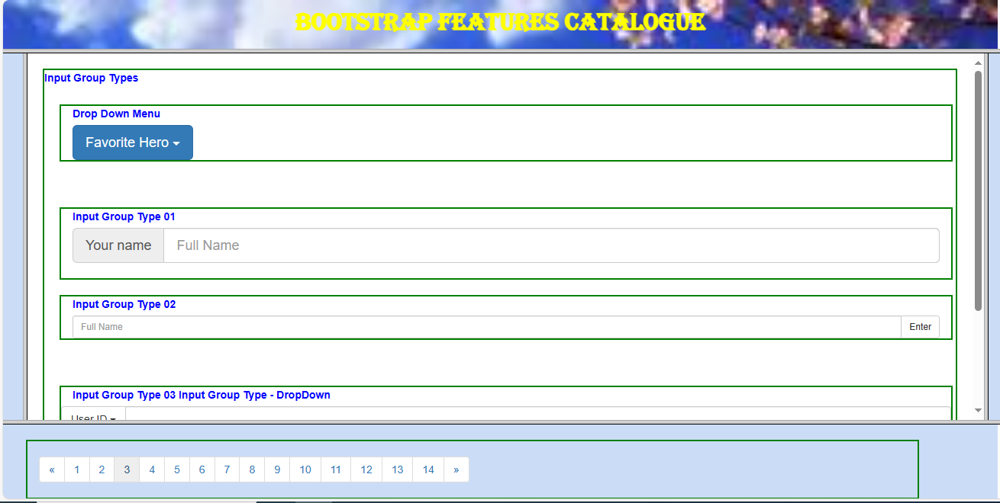 BOOTSTRAP FEATURES CATALOGUE
Input Group Types
Drop Down Menu
Favorite Hero
Input Group Type 01
Your name Full Name
Input Group Type 02
Full Name Enter
Input Group Type 03 Input Group Type - DropDown
User ID
« 1 2 3 4 5 6 7 8 9 10 11 12 13 14 »